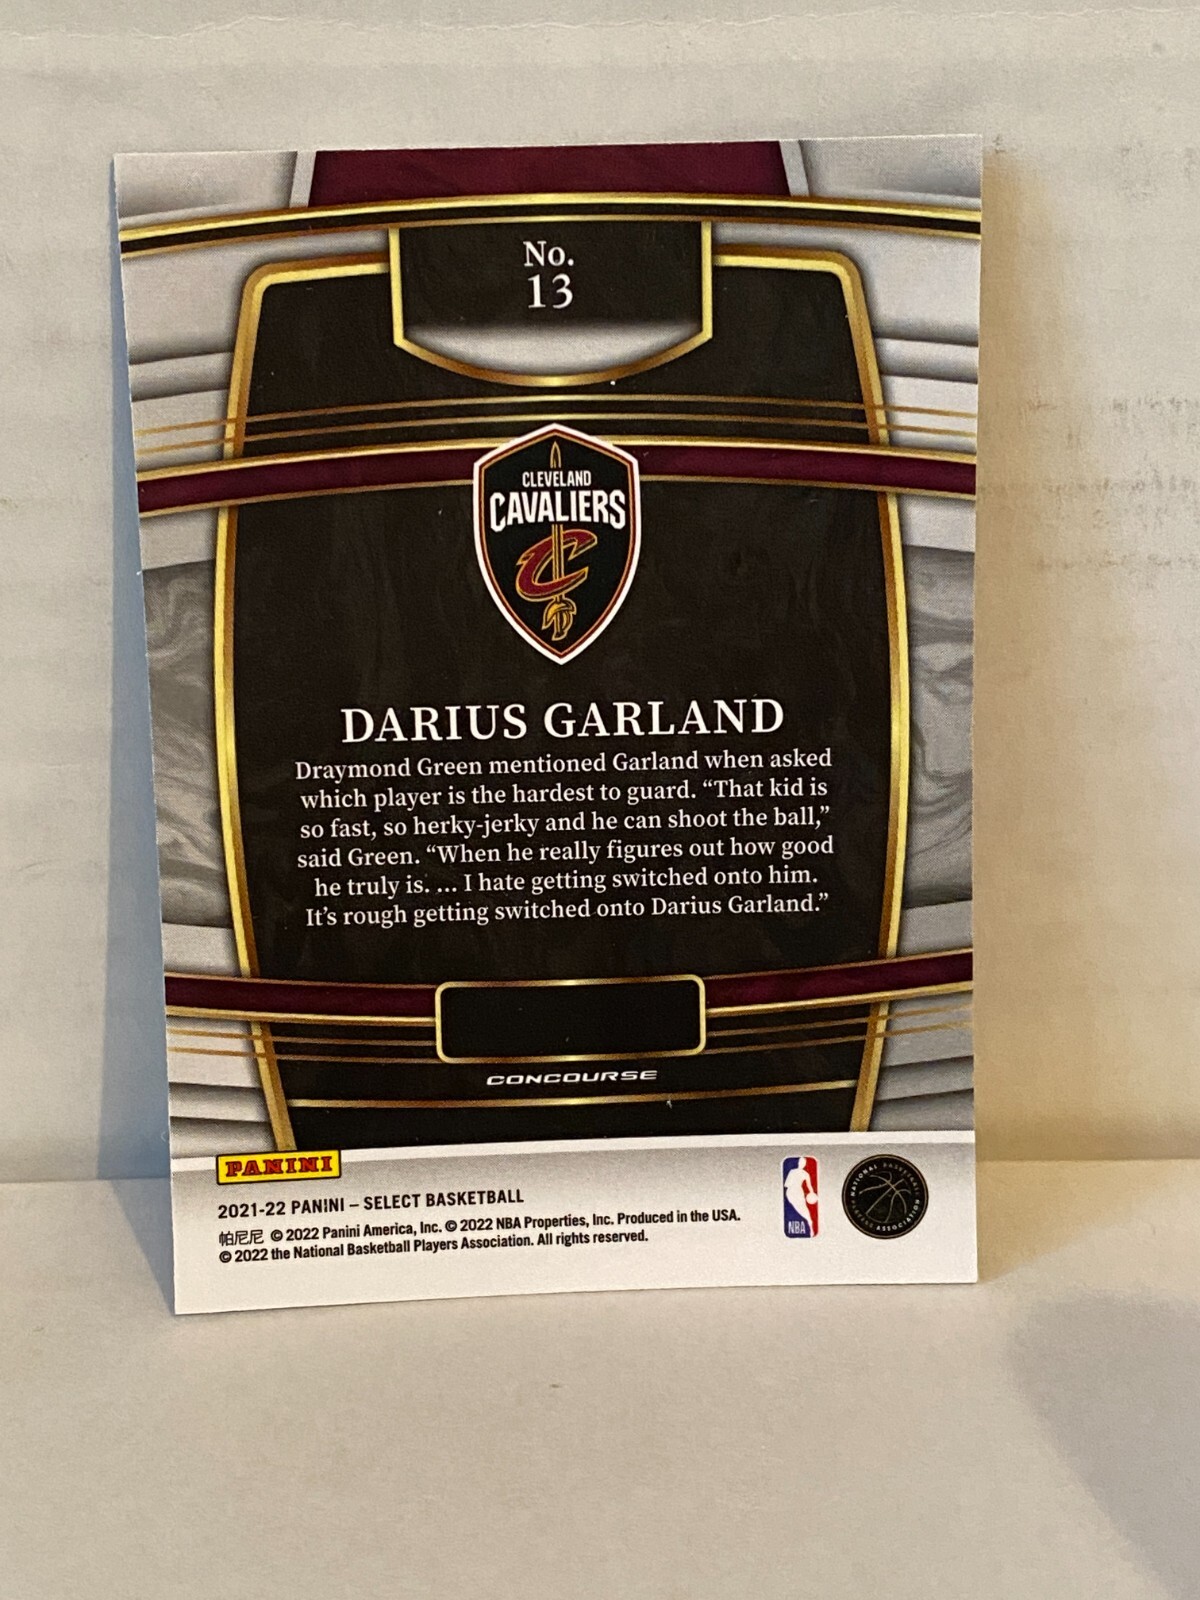 No.
13
CLEVELAND
CAVALIERS
DARIUS GARLAND
Draymond Green mentioned Garland when asked
which player is the hardest to guard. “That kid is
so fast, so herky-jerky and he can shoot the ball,”
said Green. “When he really figures out how good
he truly is. ... I hate getting switched onto him.
It’s rough getting switched onto Darius Garland.”
CONCOURSE
PANINI
2021-22 PANINI – SELECT BASKETBALL
帕尼尼 © 2022 Panini America, Inc. © 2022 NBA Properties, Inc. Produced in the USA.
© 2022 the National Basketball Players Association. All rights reserved.
NBA
NATIONAL BASKETBALL
PLAYERS ASSOCIATION